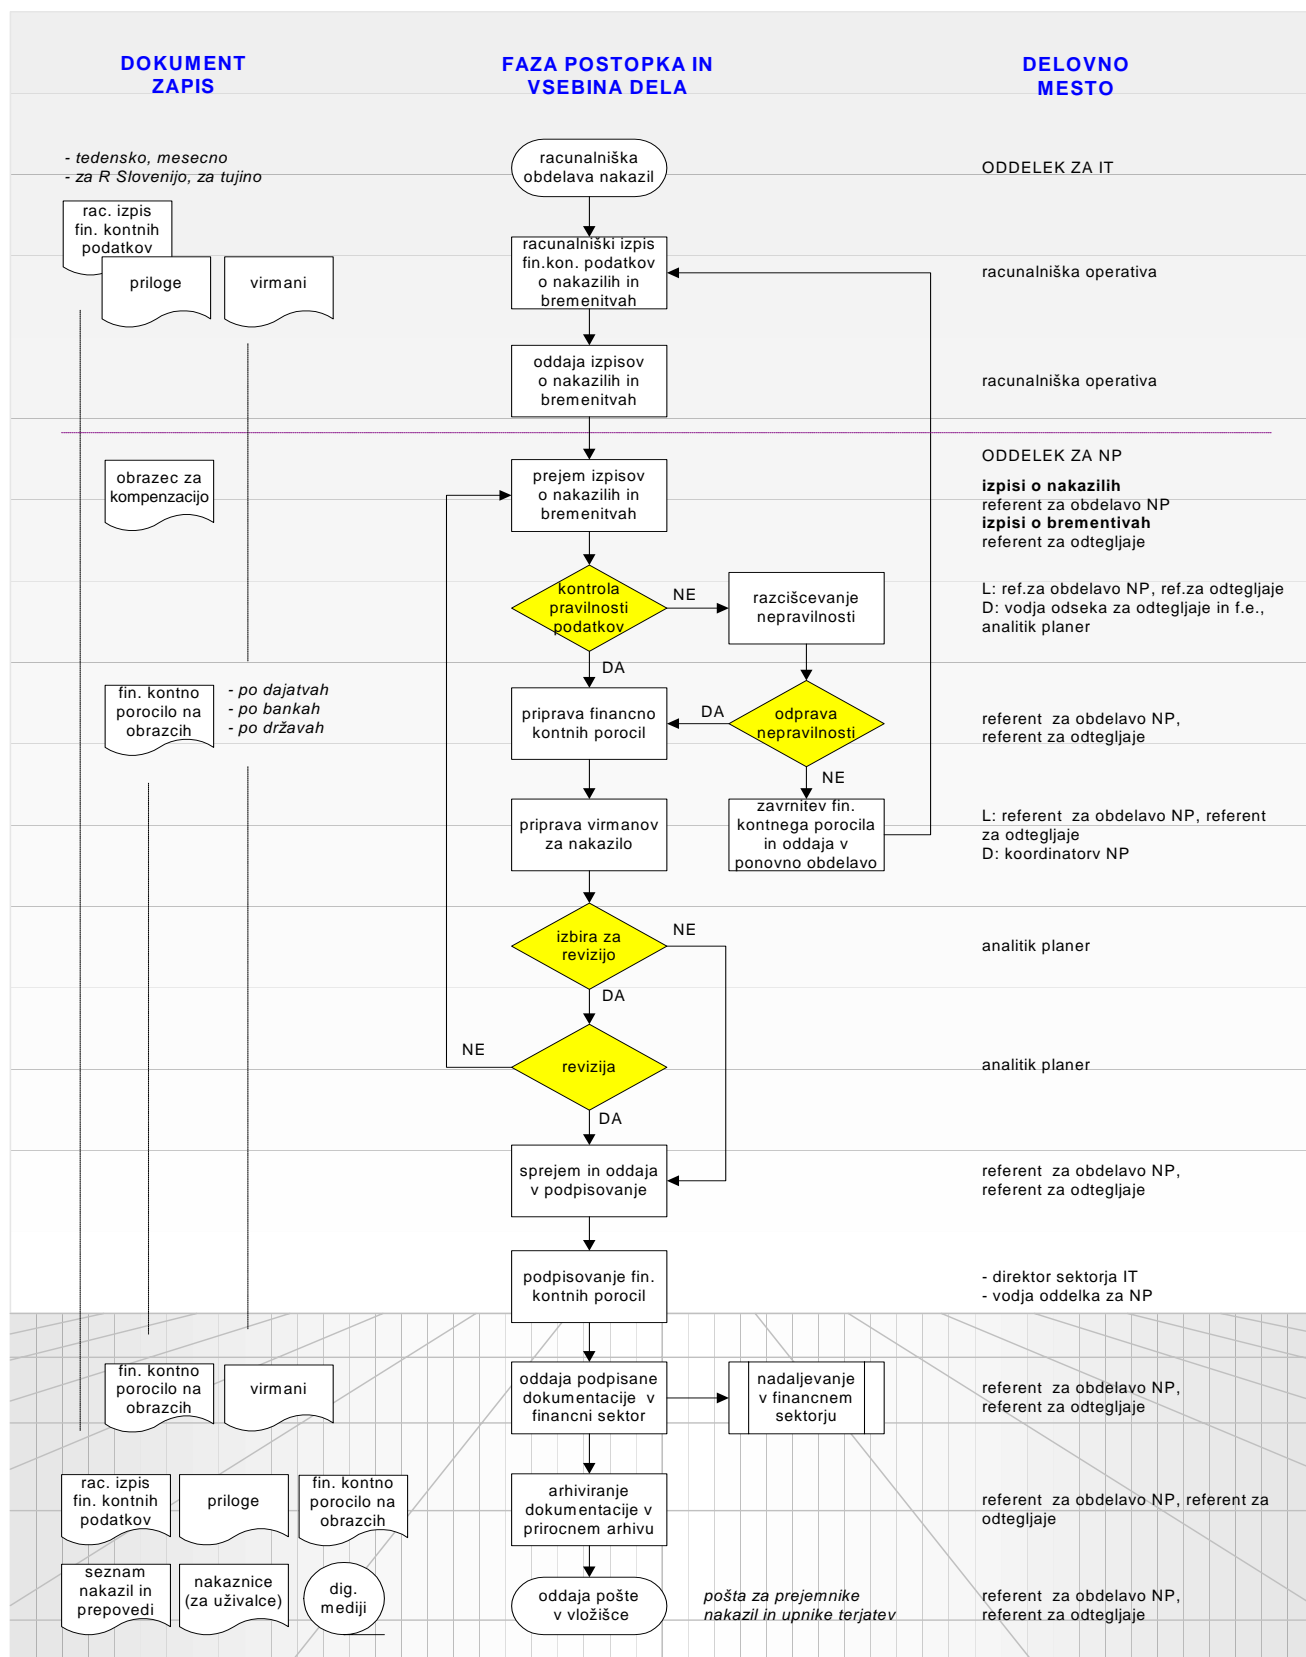 DOKUMENT
ZAPIS
FAZA POSTOPKA IN
VSEBINA DELA
DELOVNO
MESTO
- tedensko, mesecno
- za R Slovenijo, za tujino
racunalniška
obdelava nakazil
ODDELEK ZA IT
rac. izpis
fin. kontnih
podatkov
priloge
virmani
racunalniški izpis
fin.kon. podatkov
o nakazilih in
bremenitvah
racunalniška operativa
oddaja izpisov
o nakazilih in
bremenitvah
racunalniška operativa
ODDELEK ZA NP
obrazec za
kompenzacijo
prejem izpisov
o nakazilih in
bremenitvah
izpisi o nakazilih
referent za obdelavo NP
izpisi o brementivah
referent za odtegljaje
kontrola
pravilnosti
podatkov
NE
razcišcevanje
nepravilnosti
L: ref.za obdelavo NP, ref.za odtegljaje
D: vodja odseka za odtegljaje in f.e.,
analitik planer
DA
fin. kontno
porocilo na
obrazcih
- po dajatvah
- po bankah
- po državah
priprava financno
kontnih porocil
DA
odprava
nepravilnosti
referent za obdelavo NP,
referent za odtegljaje
NE
priprava virmanov
za nakazilo
zavrnitev fin.
kontnega porocila
in oddaja v
ponovno obdelavo
L: referent za obdelavo NP, referent
za odtegljaje
D: koordinatorv NP
izbira za
revizijo
NE
analitik planer
DA
NE
revizija
analitik planer
DA
sprejem in oddaja
v podpisovanje
referent za obdelavo NP,
referent za odtegljaje
podpisovanje fin.
kontnih porocil
- direktor sektorja IT
- vodja oddelka za NP
fin. kontno
porocilo na
obrazcih
virmani
oddaja podpisane
dokumentacije v
financni sektor
nadaljevanje
v financnem
sektorju
referent za obdelavo NP,
referent za odtegljaje
rac. izpis
fin. kontnih
podatkov
priloge
fin. kontno
porocilo na
obrazcih
arhiviranje
dokumentacije v
prirocnem arhivu
referent za obdelavo NP, referent za
odtegljaje
seznam
nakazil in
prepovedi
nakaznice
(za uživalce)
dig.
mediji
oddaja pošte
v vložišce
pošta za prejemnike
nakazil in upnike terjatev
referent za obdelavo NP,
referent za odtegljaje